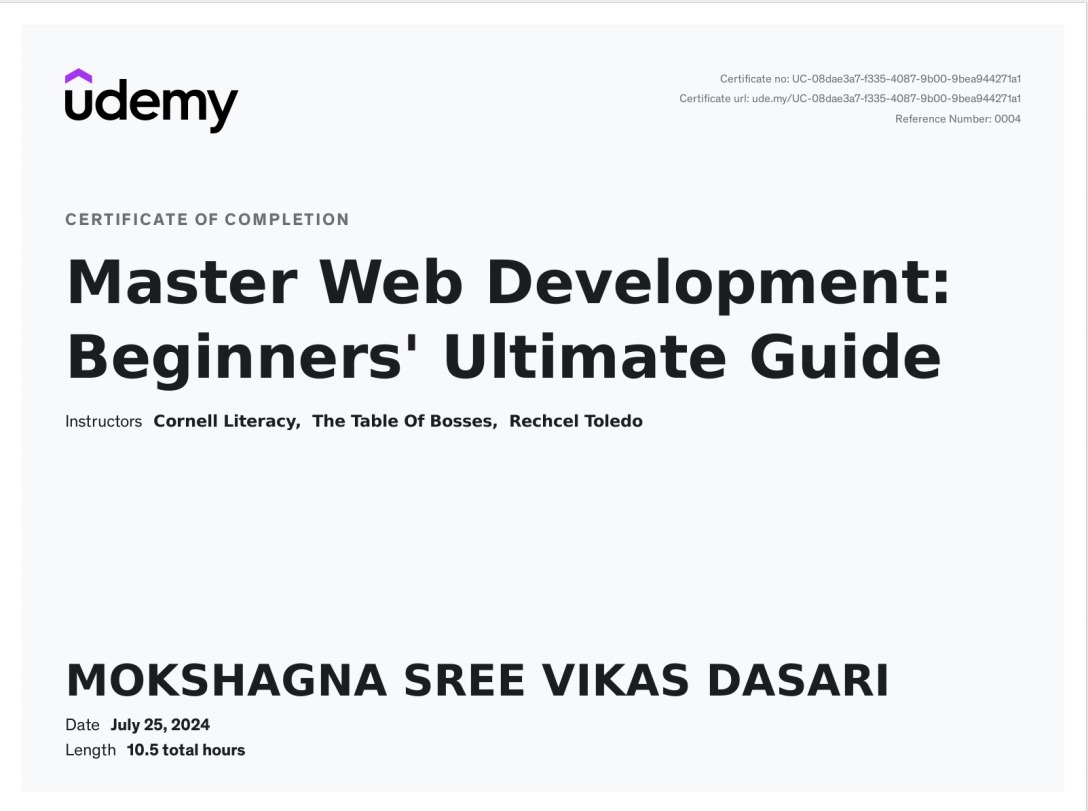 udemy
Certificate no: UC-08dae3a7-f335-4087-9b00-9bea944271a1
Certificate url: ude.my/UC-08dae3a7-f335-4087-9b00-9bea944271a1
Reference Number: 0004
CERTIFICATE OF COMPLETION
Master Web Development:
Beginners' Ultimate Guide
Instructors Cornell Literacy, The Table Of Bosses, Rechcel Toledo
MOKSHAGNA SREE VIKAS DASARI
Date July 25, 2024
Length 10.5 total hours